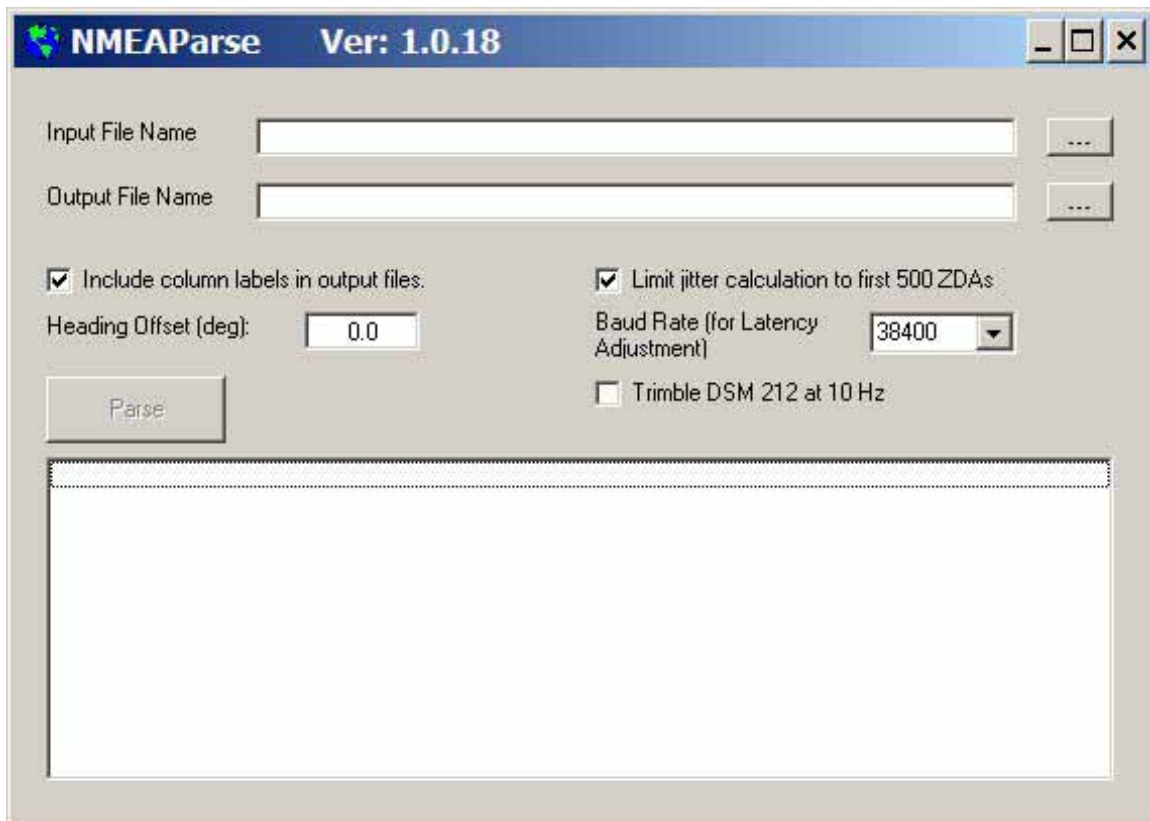 NMEAParse Ver: 1.0.18
Input File Name
...
Output File Name
...
Include column labels in output files.
Limit jitter calculation to first 500 ZDAs
Heading Offset (deg):
0.0
Baud Rate (for Latency
Adjustment)
38400
Parse
Trimble DSM 212 at 10 Hz